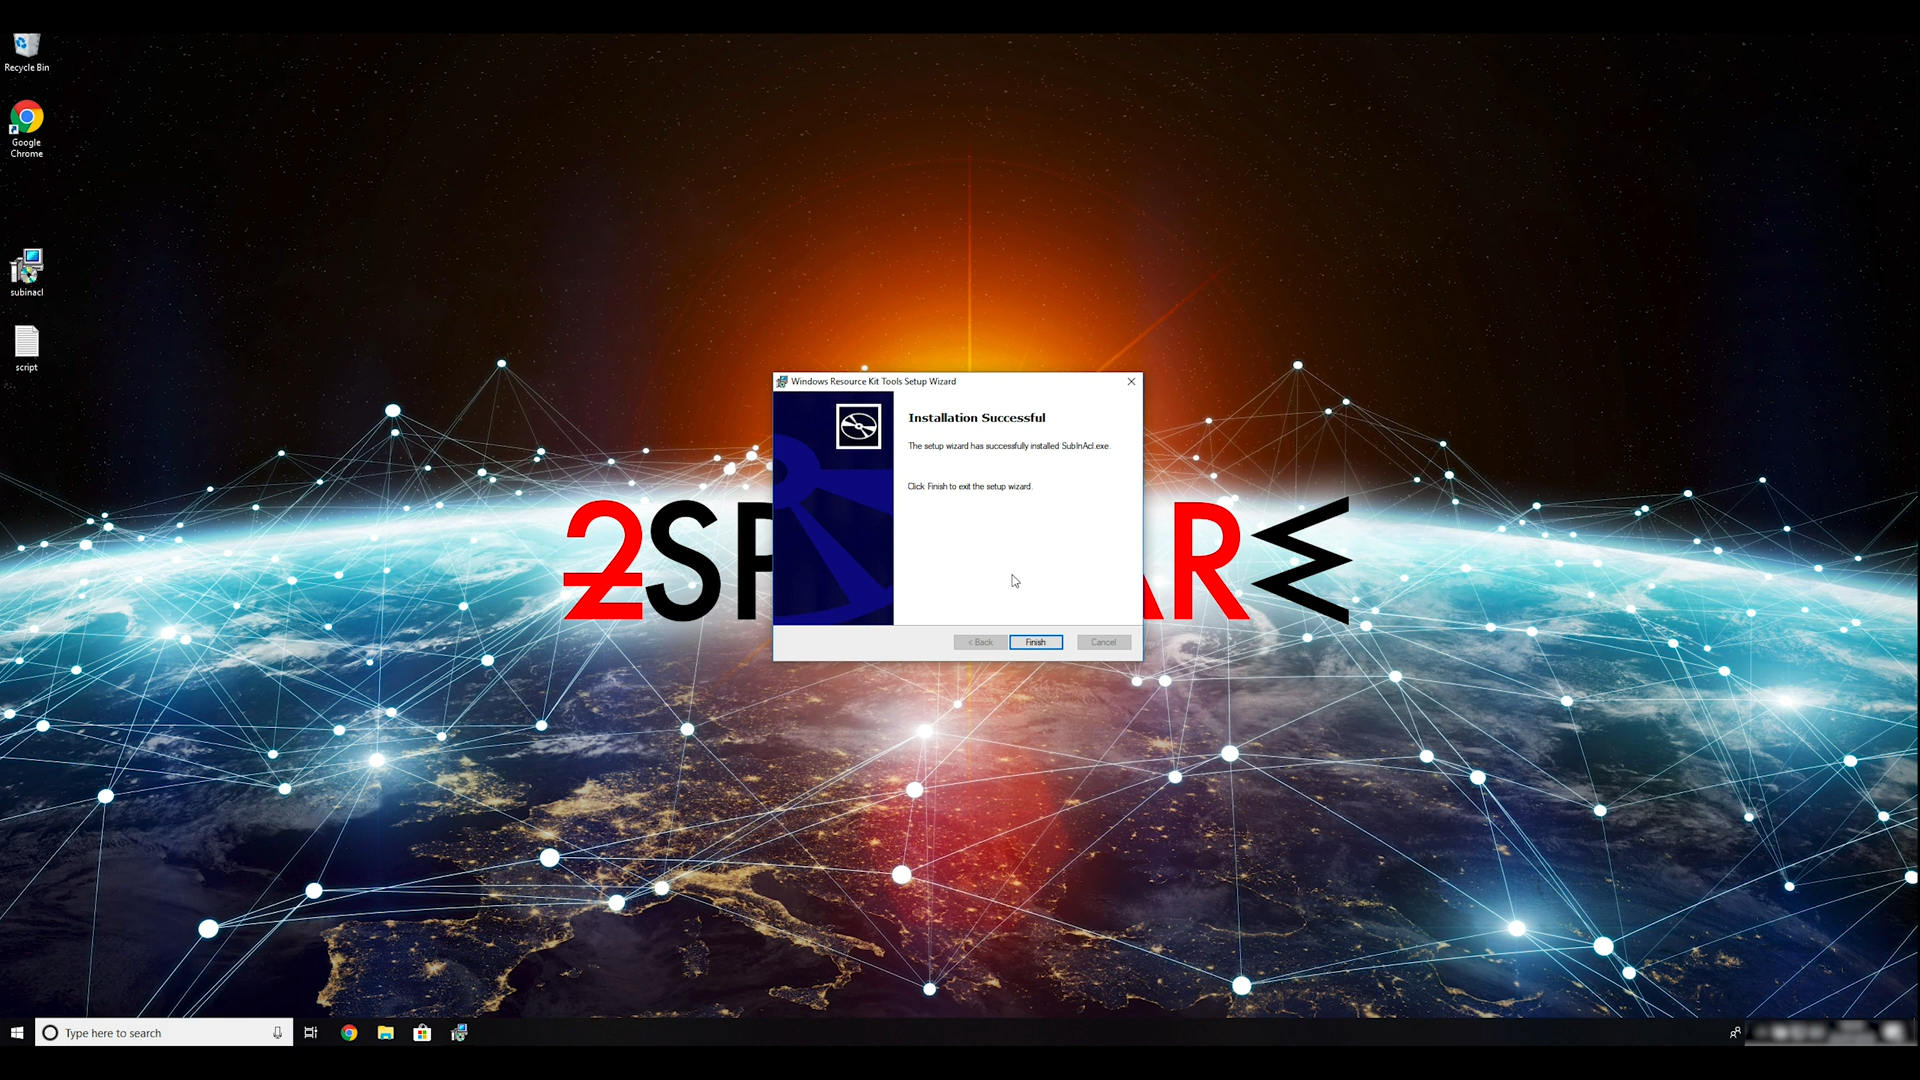 Recycle Bin
Google
Chrome
subinacl
script
Windows Resource Kit Tools Setup Wizard
Installation Successful
The setup wizard has successfully installed SubInAcl.exe.
Click Finish to exit the setup wizard.
< Back
Finish
Cancel
Type here to search